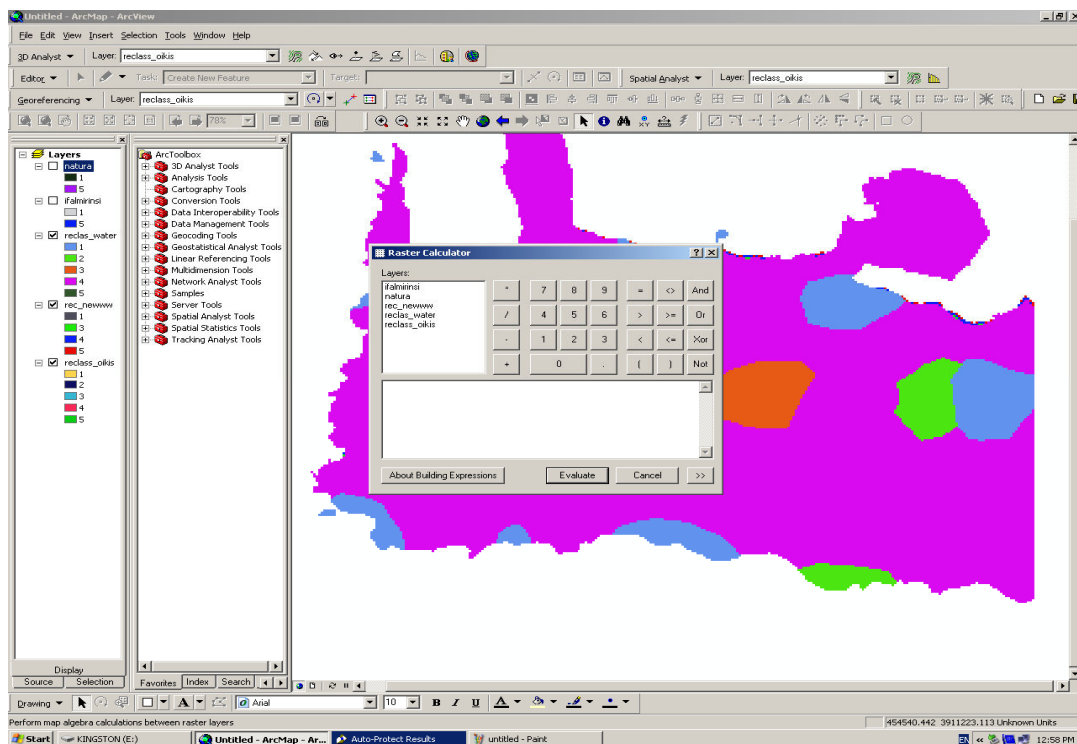 Untitled - ArcMap - ArcView
File Edit View Insert Selection Tools Window Help
3D Analyst Layer: reclass_oikis
Editor Task: Create New Feature Target: Spatial Analyst Layer: reclass_oikis
Georeferencing Layer: reclass_oikis
78%
Layers
natura
1
5
ifalmirinsi
1
5
reclas_water
1
2
3
4
5
rec_newww
1
3
4
5
reclass_oikis
1
2
3
4
5
Display
Source Selection
ArcToolbox
3D Analyst Tools
Analysis Tools
Cartography Tools
Conversion Tools
Data Interoperability Tools
Data Management Tools
Geocoding Tools
Geostatistical Analyst Tools
Linear Referencing Tools
Multidimension Tools
Network Analyst Tools
Samples
Server Tools
Spatial Analyst Tools
Spatial Statistics Tools
Tracking Analyst Tools
Favorites Index Search
Raster Calculator
Layers:
ifalmirinsi
natura
rec_newww
reclas_water
reclass_oikis
* 7 8 9 = <> And
/ 4 5 6 > >= Or
- 1 2 3 < <= Xor
+ 0 . ( ) Not
About Building Expressions Evaluate Cancel >>
Drawing A Arial 10 B I U A
Perform map algebra calculations between raster layers
454540.442 3911223.113 Unknown Units
Start KINGSTON (E:) Untitled - ArcMap - Ar... Auto-Protect Results untitled - Paint EN « 12:58 PM